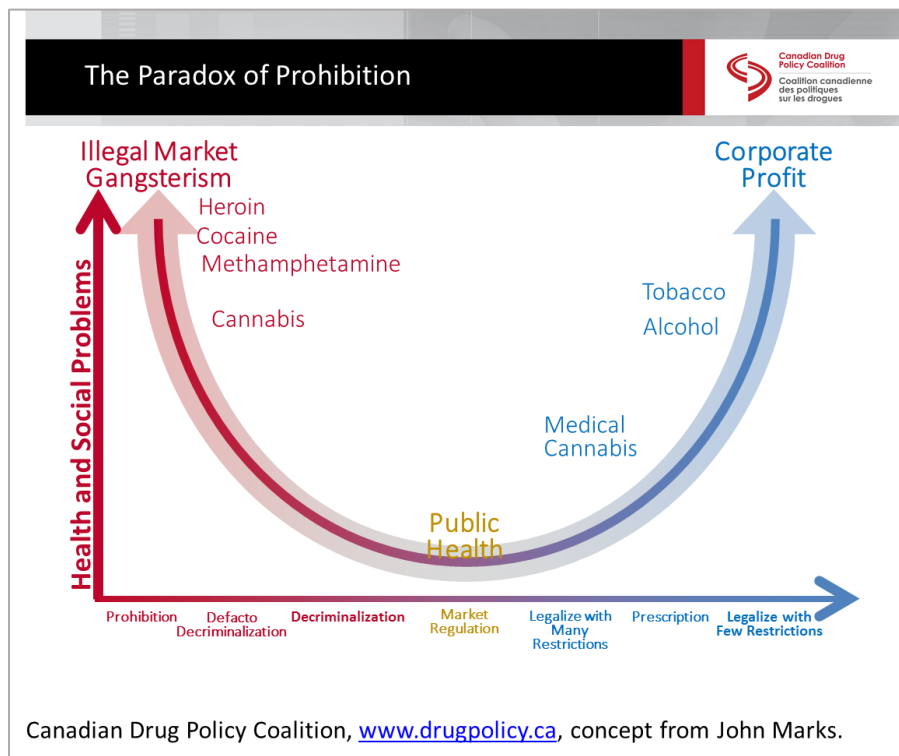 The Paradox of Prohibition
Canadian Drug
Policy Coalition
Coalition canadienne
des politiques
sur les drogues
Illegal Market
Gangsterism
Corporate
Profit
Heroin
Cocaine
Methamphetamine
Cannabis
Tobacco
Alcohol
Medical
Cannabis
Public
Health
Health and Social Problems
Prohibition
Defacto
Decriminalization
Decriminalization
Market
Regulation
Legalize with
Many
Restrictions
Prescription
Legalize with
Few Restrictions
Canadian Drug Policy Coalition, www.drugpolicy.ca, concept from John Marks.